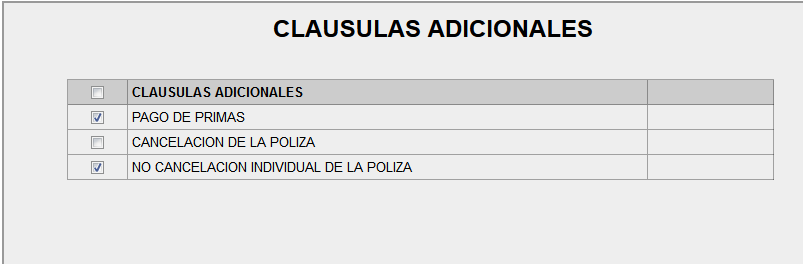 CLAUSULAS ADICIONALES
CLAUSULAS ADICIONALES
PAGO DE PRIMAS
CANCELACION DE LA POLIZA
NO CANCELACION INDIVIDUAL DE LA POLIZA